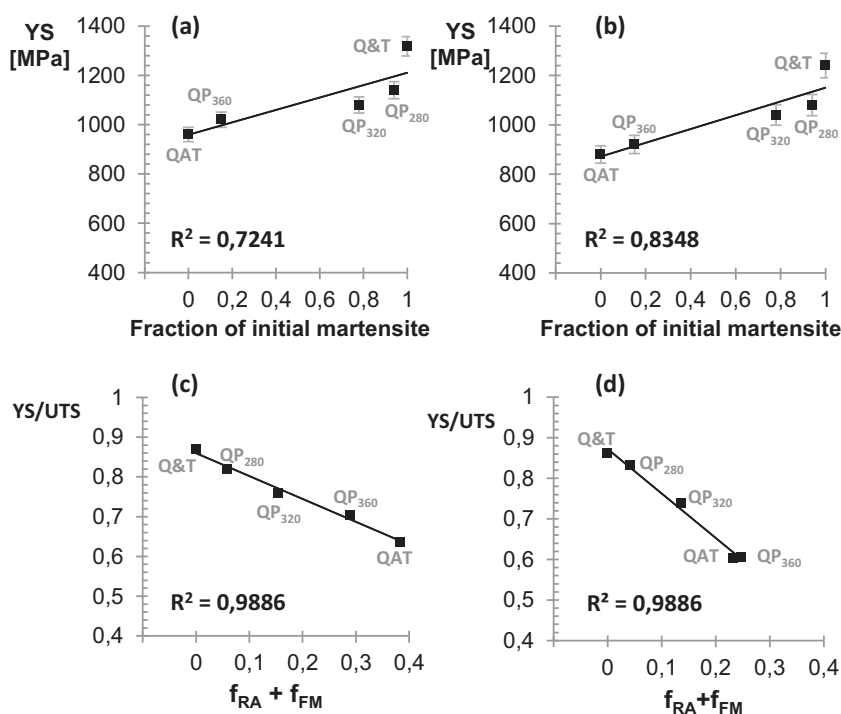 YS
[MPa]
(a)
1400
1200
1000
800
600
400
Q&T
QP360
QP320
QP280
QAT
R² = 0,7241
0 0,2 0,4 0,6 0,8 1
Fraction of initial martensite
YS
[MPa]
(b)
1400
1200
1000
800
600
400
Q&T
QP360
QP320
QP280
QAT
R² = 0,8348
0 0,2 0,4 0,6 0,8 1
Fraction of initial martensite
YS/UTS
(c)
1
0,9
0,8
0,7
0,6
0,5
0,4
Q&T
QP280
QP320
QP360
QAT
R² = 0,9886
0 0,1 0,2 0,3 0,4
fRA + fFM
YS/UTS
(d)
1
0,9
0,8
0,7
0,6
0,5
0,4
Q&T
QP280
QP320
QAT
QP360
R² = 0,9886
0 0,1 0,2 0,3 0,4
fRA+fFM